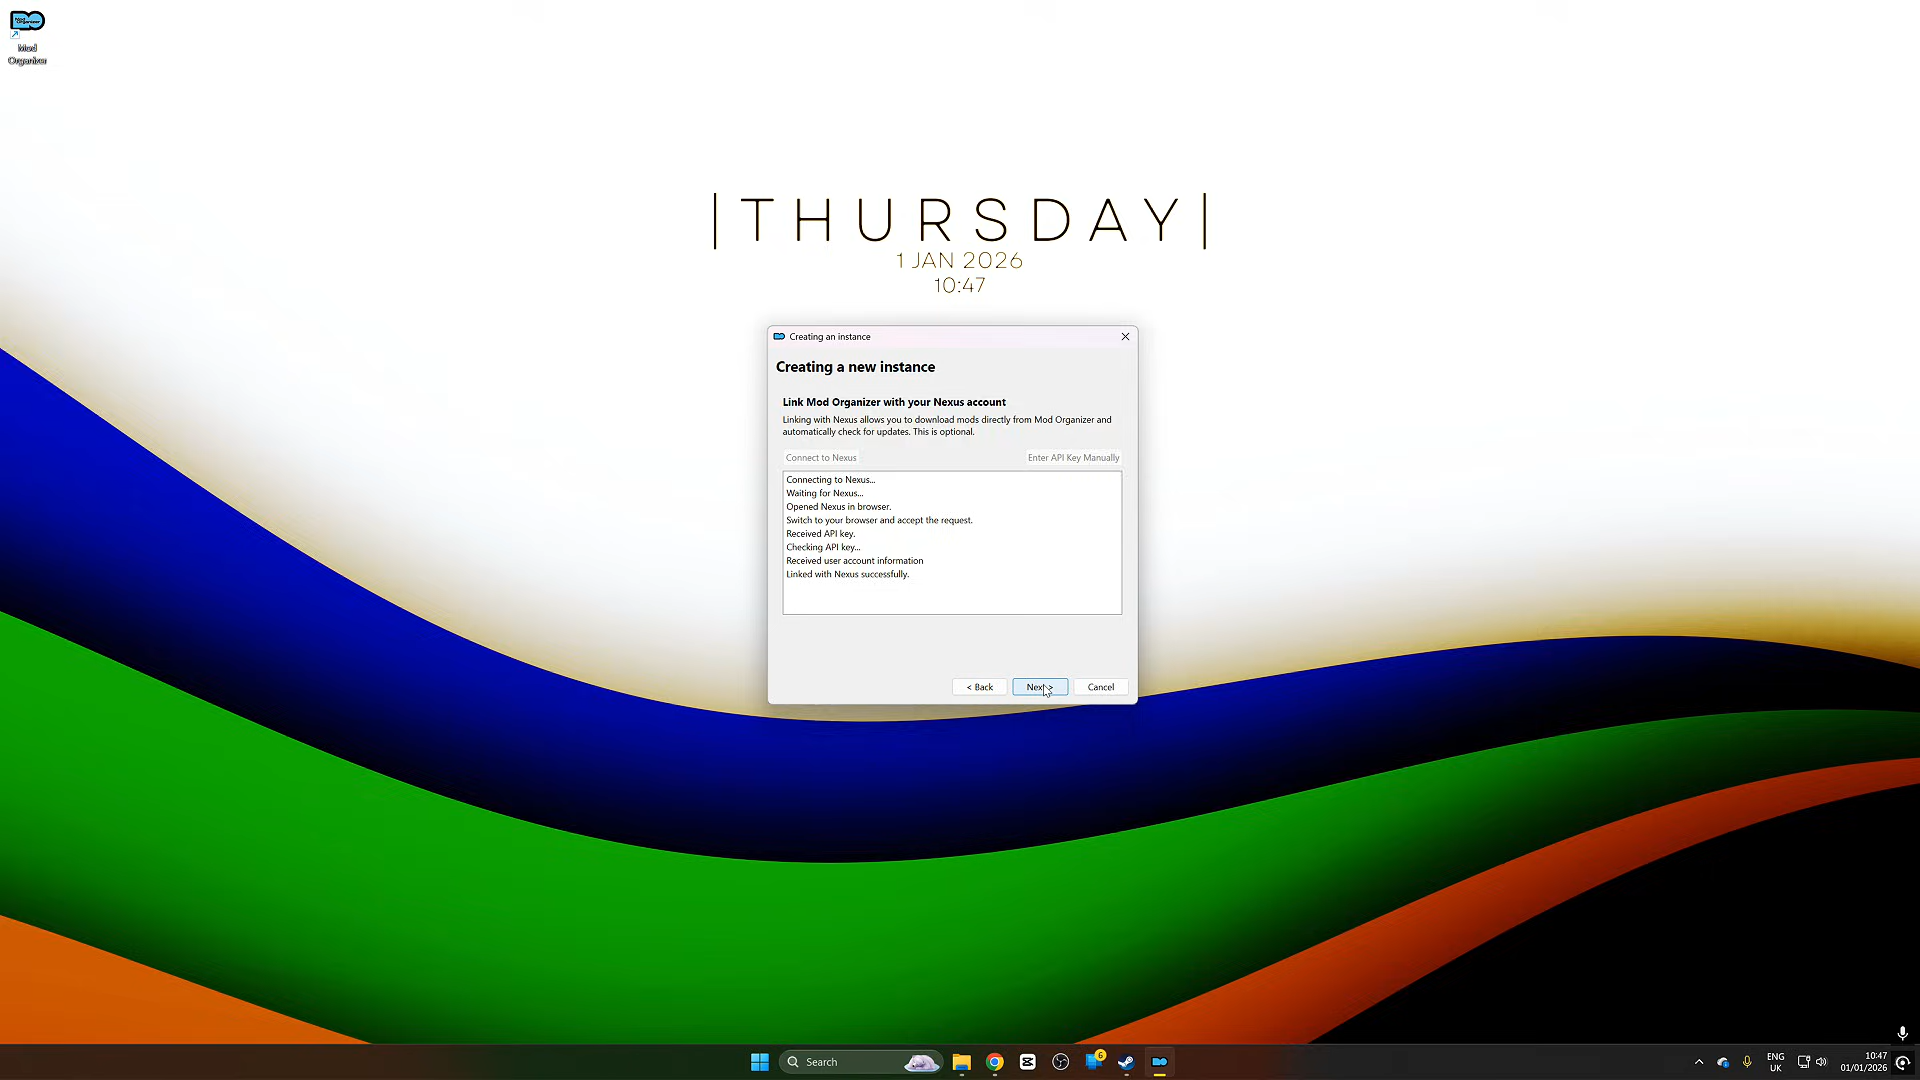 Mod
Organizer
|THURSDAY|
1 JAN 2026
10:47
Creating an instance
Creating a new instance
Link Mod Organizer with your Nexus account
Linking with Nexus allows you to download mods directly from Mod Organizer and
automatically check for updates. This is optional.
Connect to Nexus
Enter API Key Manually
Connecting to Nexus...
Waiting for Nexus...
Opened Nexus in browser.
Switch to your browser and accept the request.
Received API key.
Checking API key...
Received user account information
Linked with Nexus successfully.
< Back
Next >
Cancel
Search
6
ENG
UK
10:47
01/01/2026